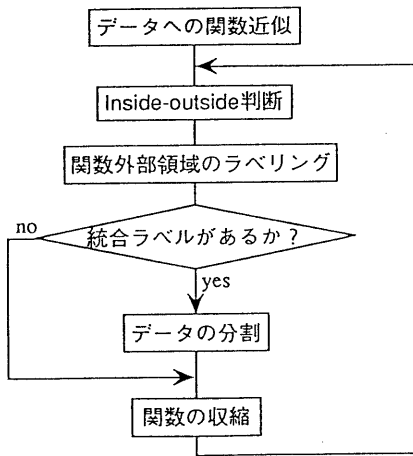 データへの関数近似
Inside-outside判断
関数外部領域のラベリング
統合ラベルがあるか？
no
yes
データの分割
関数の収縮